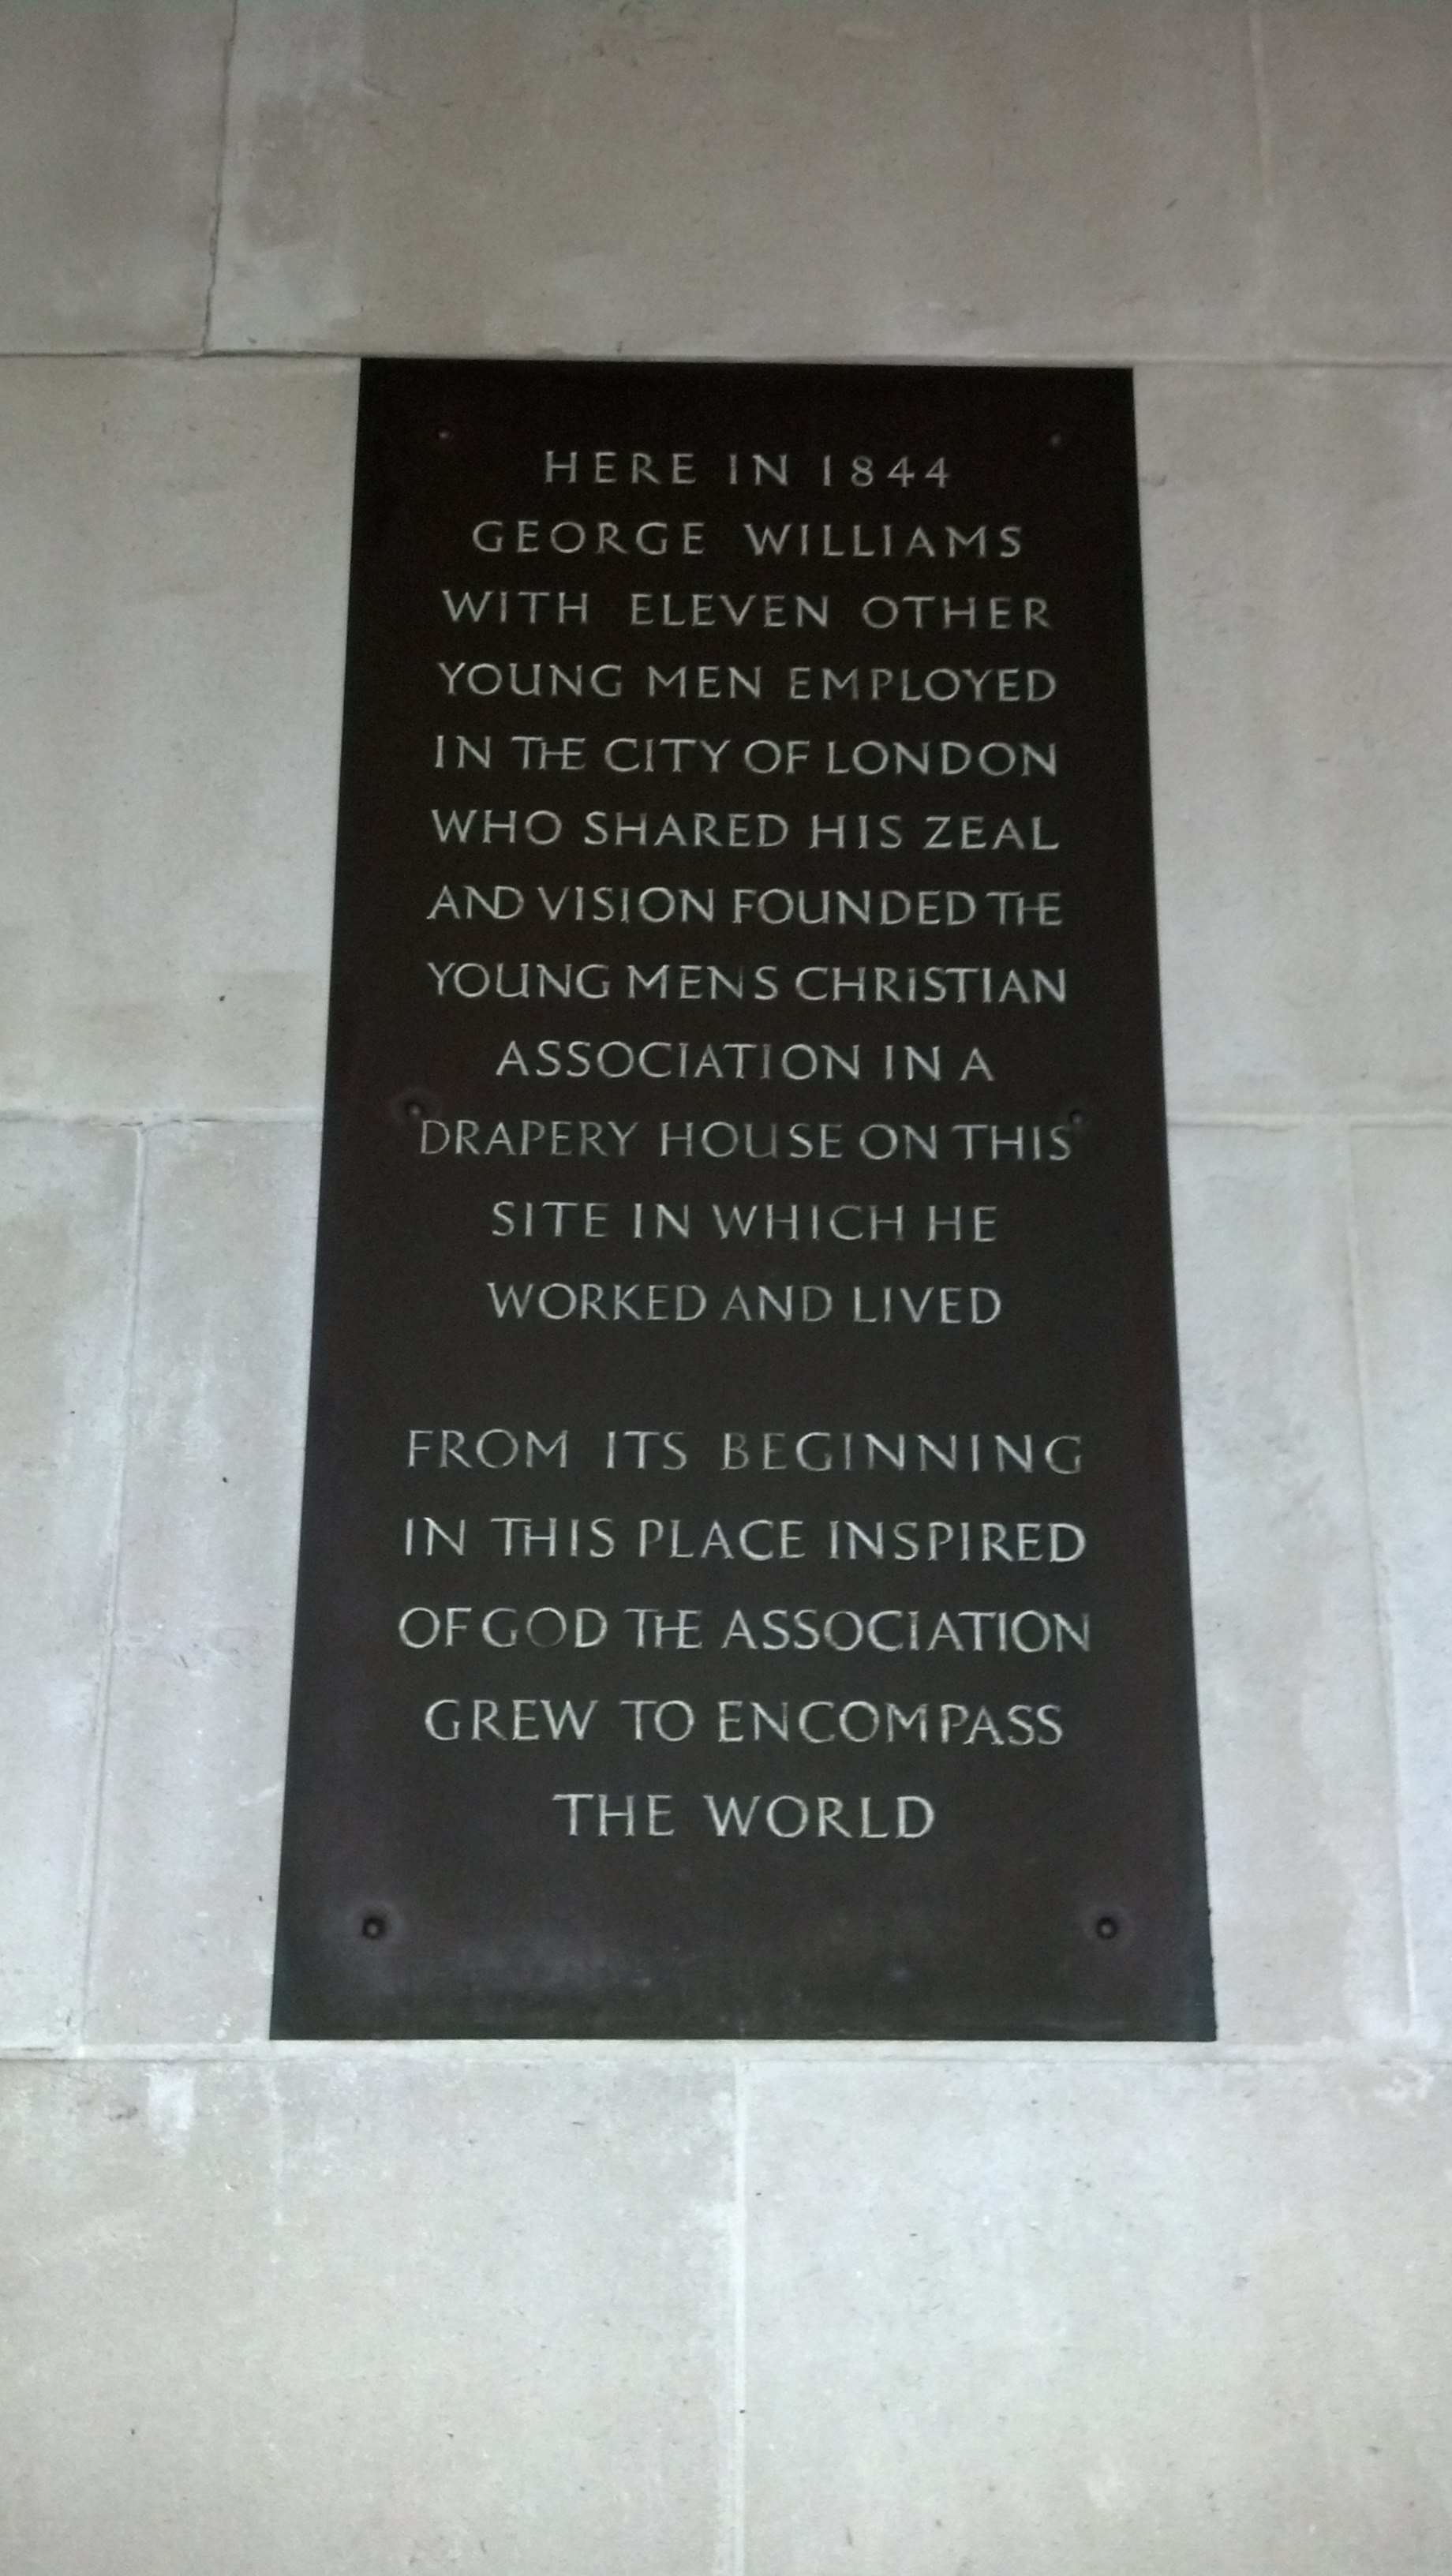 HERE IN 1844
GEORGE WILLIAMS
WITH ELEVEN OTHER
YOUNG MEN EMPLOYED
IN THE CITY OF LONDON
WHO SHARED HIS ZEAL
AND VISION FOUNDED THE
YOUNG MENS CHRISTIAN
ASSOCIATION IN A
DRAPERY HOUSE ON THIS
SITE IN WHICH HE
WORKED AND LIVED
FROM ITS BEGINNING
IN THIS PLACE INSPIRED
OF GOD THE ASSOCIATION
GREW TO ENCOMPASS
THE WORLD